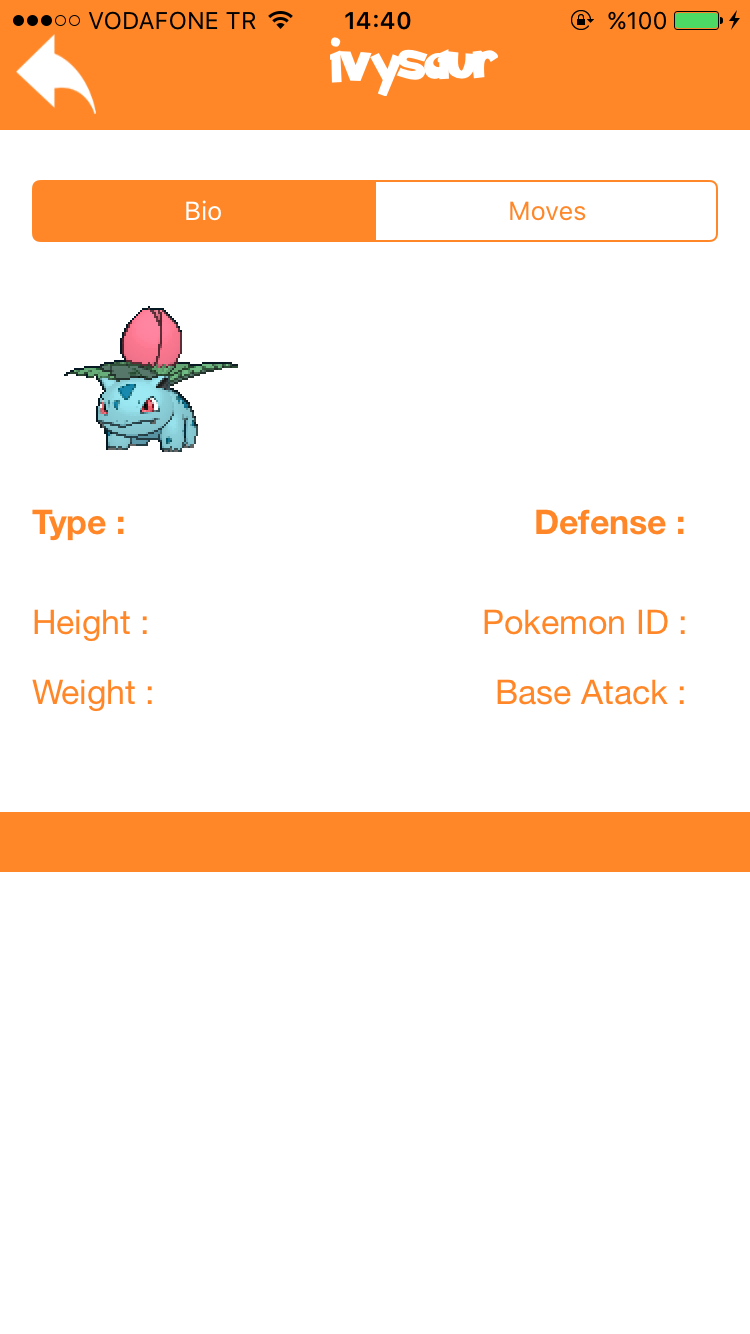 VODAFONE TR 14:40 %100
ivysaur
Bio Moves
Type : Defense :
Height : Pokemon ID :
Weight : Base Atack :